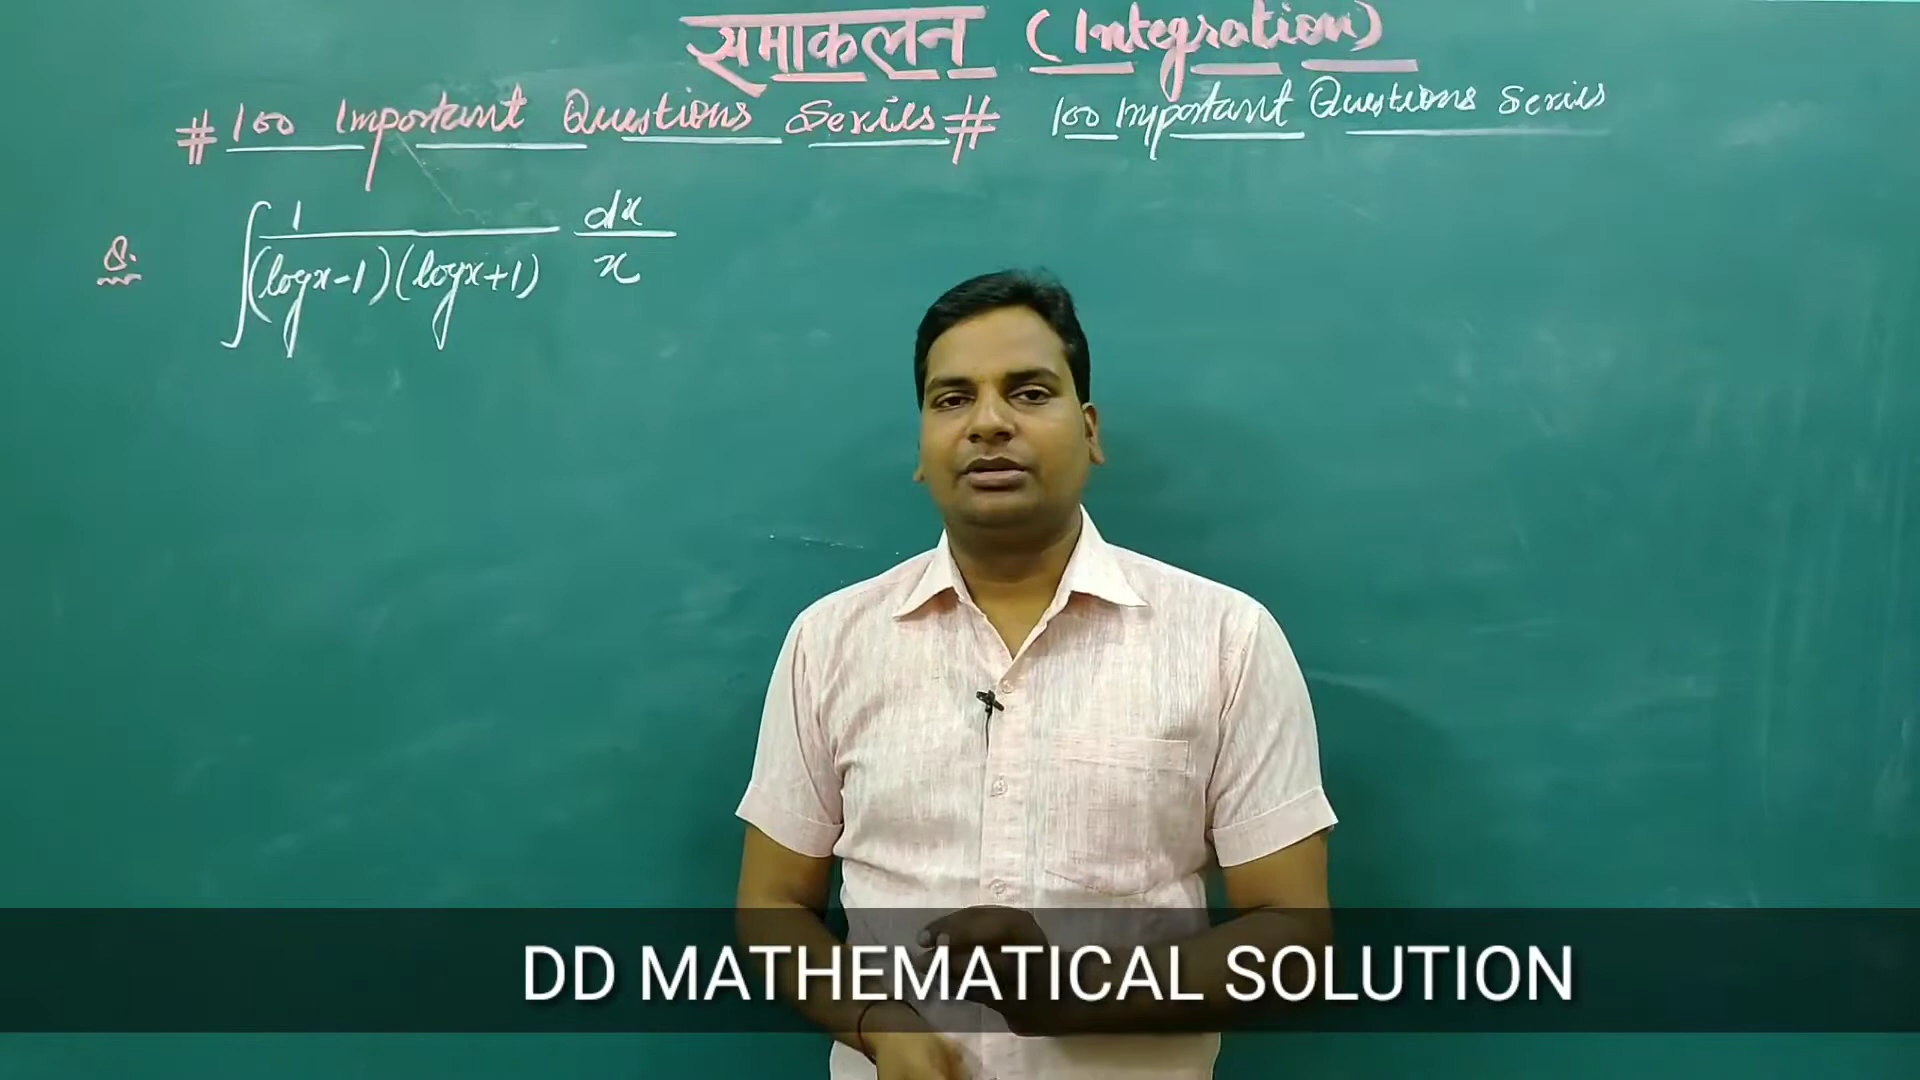 समाकलन (Integration)
# 100 Important Questions Series # 100 Important Questions Series
Q. ∫ 1/((logx-1)(logx+1)) dx/x
DD MATHEMATICAL SOLUTION